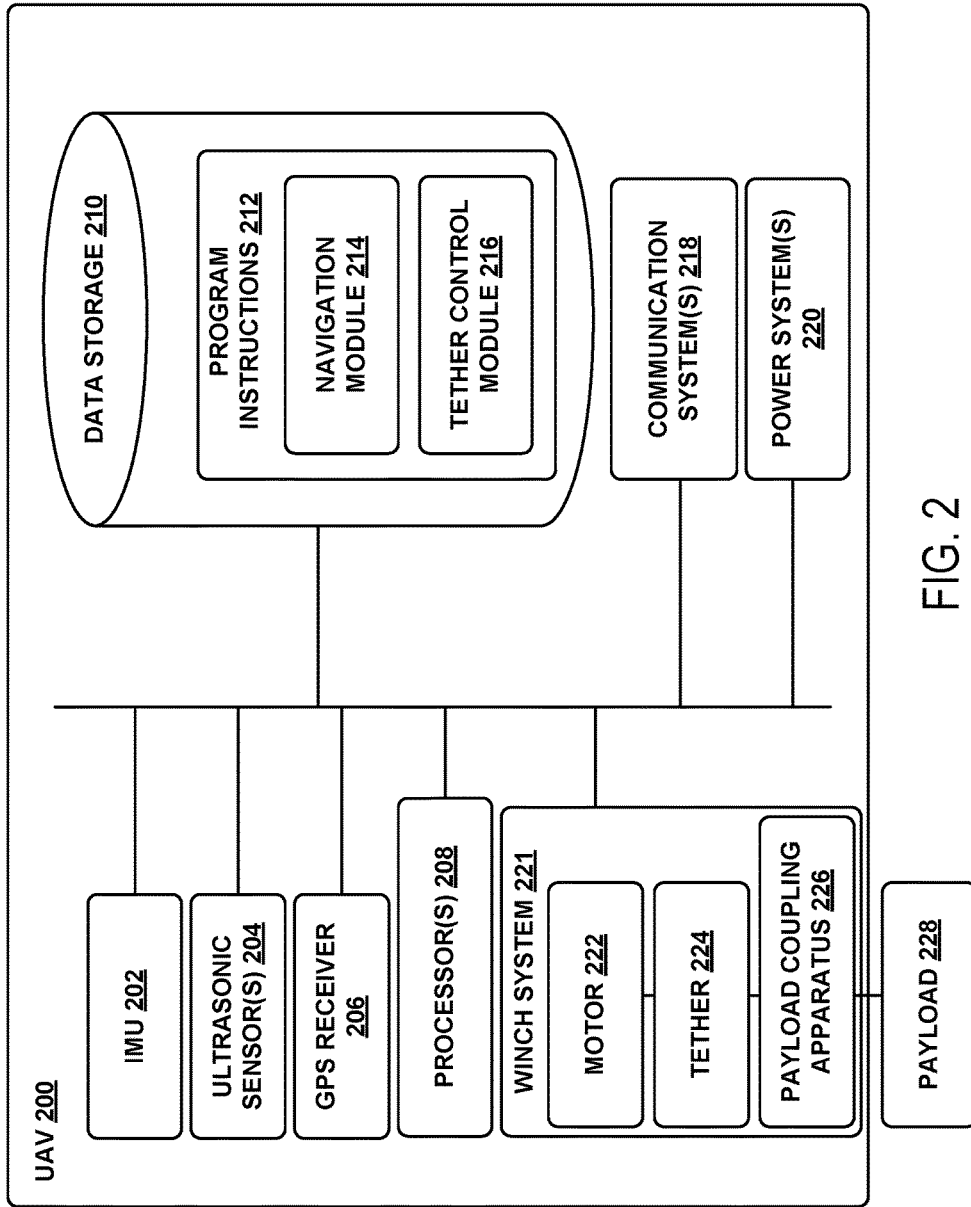 UAV 200
IMU 202
ULTRASONIC
SENSOR(S) 204
GPS RECEIVER
206
PROCESSOR(S) 208
WINCH SYSTEM 221
MOTOR 222
TETHER 224
PAYLOAD COUPLING
APPARATUS 226
PAYLOAD 228
DATA STORAGE 210
PROGRAM
INSTRUCTIONS 212
NAVIGATION
MODULE 214
TETHER CONTROL
MODULE 216
COMMUNICATION
SYSTEM(S) 218
POWER SYSTEM(S)
220
FIG. 2